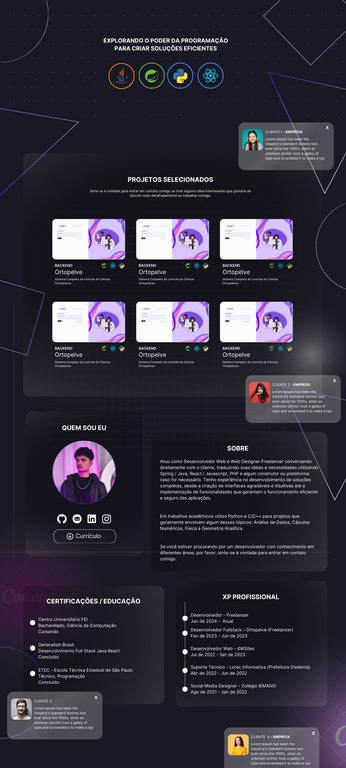 EXPLORANDO O PODER DA PROGRAMAÇÃO
PARA CRIAR SOLUÇÕES EFICIENTES
X
CLIENTE 1 - EMPRESA
Lorem Ipsum has been the
industry's standard dummy text
ever since the 1500s, when an
unknown printer took a galley of
type and scrambled it to make a typ
PROJETOS SELECIONADOS
Sinta-se à vontade para entrar em contato comigo se tiver alguma ideia interessante que gostaria de
discutir mais detalhadamente ou trabalhar comigo.
BACKEND
Ortopelve
Sistema Completo de controle de Clínicas
Ortopédicas
BACKEND
Ortopelve
Sistema Completo de controle de Clínicas
Ortopédicas
BACKEND
Ortopelve
Sistema Completo de controle de Clínicas
Ortopédicas
BACKEND
Ortopelve
Sistema Completo de controle de Clínicas
Ortopédicas
BACKEND
Ortopelve
Sistema Completo de controle de Clínicas
Ortopédicas
BACKEND
Ortopelve
Sistema Completo de controle de Clínicas
Ortopédicas
X
CLIENTE 2 - EMPRESA
Lorem Ipsum has been the
industry's standard dummy text
ever since the 1500s, when an
unknown printer took a galley of
type and scrambled it to make a typ
QUEM SOU EU
Currículo
SOBRE
Atuo como Desenvolvedor Web e Web Designer Freelancer conversando
diretamente com o cliente, traduzindo suas ideias e necessidades utilizando
Spring / Java, React / Javascript, PHP e algum construtor ou plataforma
caso for necessário. Tenho experiência no desenvolvimento de soluções
completas, desde a criação de interfaces agradáveis e intuitivas até a
implementação de funcionalidades que garantem o funcionamento eficiente
e seguro das aplicações.
Em trabalhos acadêmicos utilizo Python e C/C++ para projetos que
geralmente envolvem algum desses tópicos: Análise de Dados, Cálculos
Numéricos, Física e Geometria Analítica.
Se você estiver procurando por um desenvolvedor com conhecimento em
diferentes áreas, por favor, sinta-se à vontade para entrar em contato
comigo.
CERTIFICAÇÕES / EDUCAÇÃO
Centro Universitário FEI
Bacharelado, Ciência da Computação
Cursando
Generation Brasil
Desenvolvimento Full Stack Java React
Concluído
ETEC - Escola Técnica Estadual de São Paulo
Técnico, Programação
Concluído
XP PROFISSIONAL
Desenvolvedor - Freelancer
Jun de 2024 - Atual
Desenvolvedor Fullstack - Ortopelve (Freelancer)
Fev de 2023 - Jun de 2023
Desenvolvedor Web - 4WSites
Jul de 2022 - Set de 2023
Suporte Técnico - Lorac Informatica (Prefeitura Diadema)
Abr de 2022 - Jun de 2022
Social Media Designer - Colégio IEMANO
Ago de 2021 - Jan de 2022
X
CLIENTE 3
Lorem Ipsum has been the
industry's standard dummy text
ever since the 1500s, when an
unknown printer took a galley of
type and scrambled it to make a typ
X
CLIENTE 4 - EMPRESA
Lorem Ipsum has been the
industry's standard dummy text
ever since the 1500s, when an
unknown printer took a galley of
type and scrambled it to make a typ